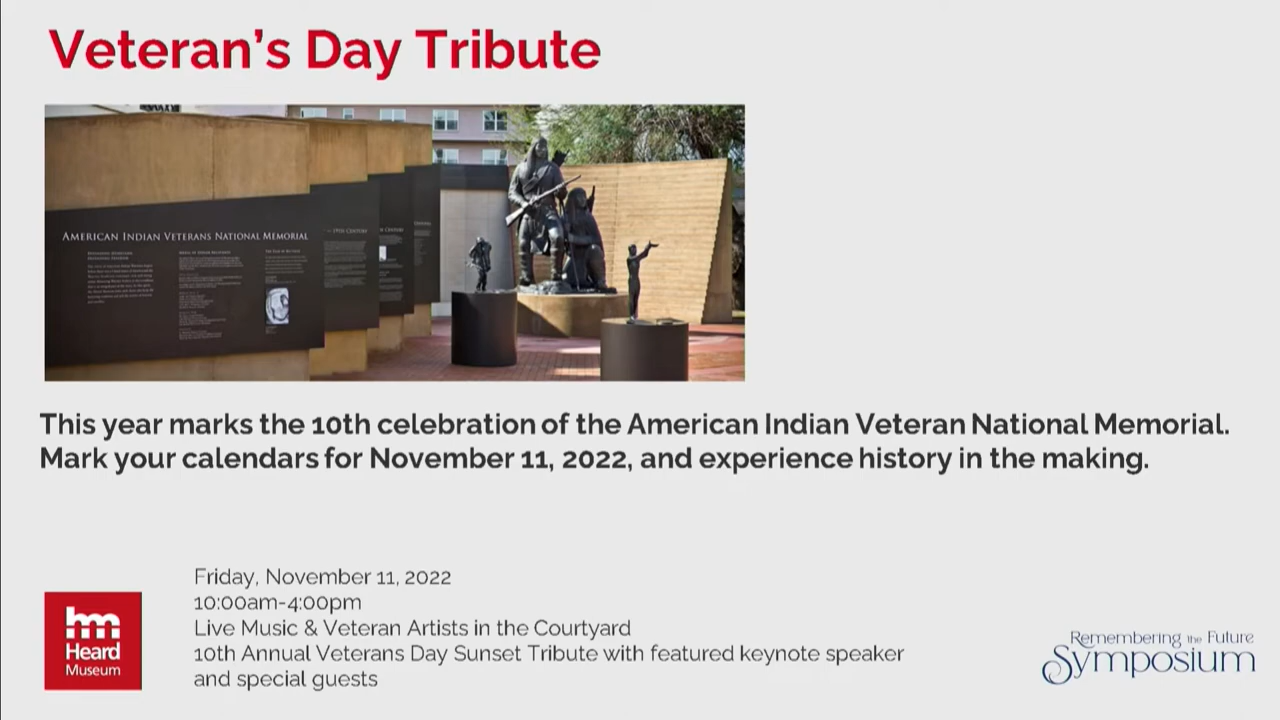 Veteran's Day Tribute
AMERICAN INDIAN VETERANS NATIONAL MEMORIAL
This year marks the 10th celebration of the American Indian Veteran National Memorial.
Mark your calendars for November 11, 2022, and experience history in the making.
Friday, November 11, 2022
10:00am-4:00pm
Live Music & Veteran Artists in the Courtyard
10th Annual Veterans Day Sunset Tribute with featured keynote speaker
and special guests
hm
Heard
Museum
Remembering the Future
Symposium